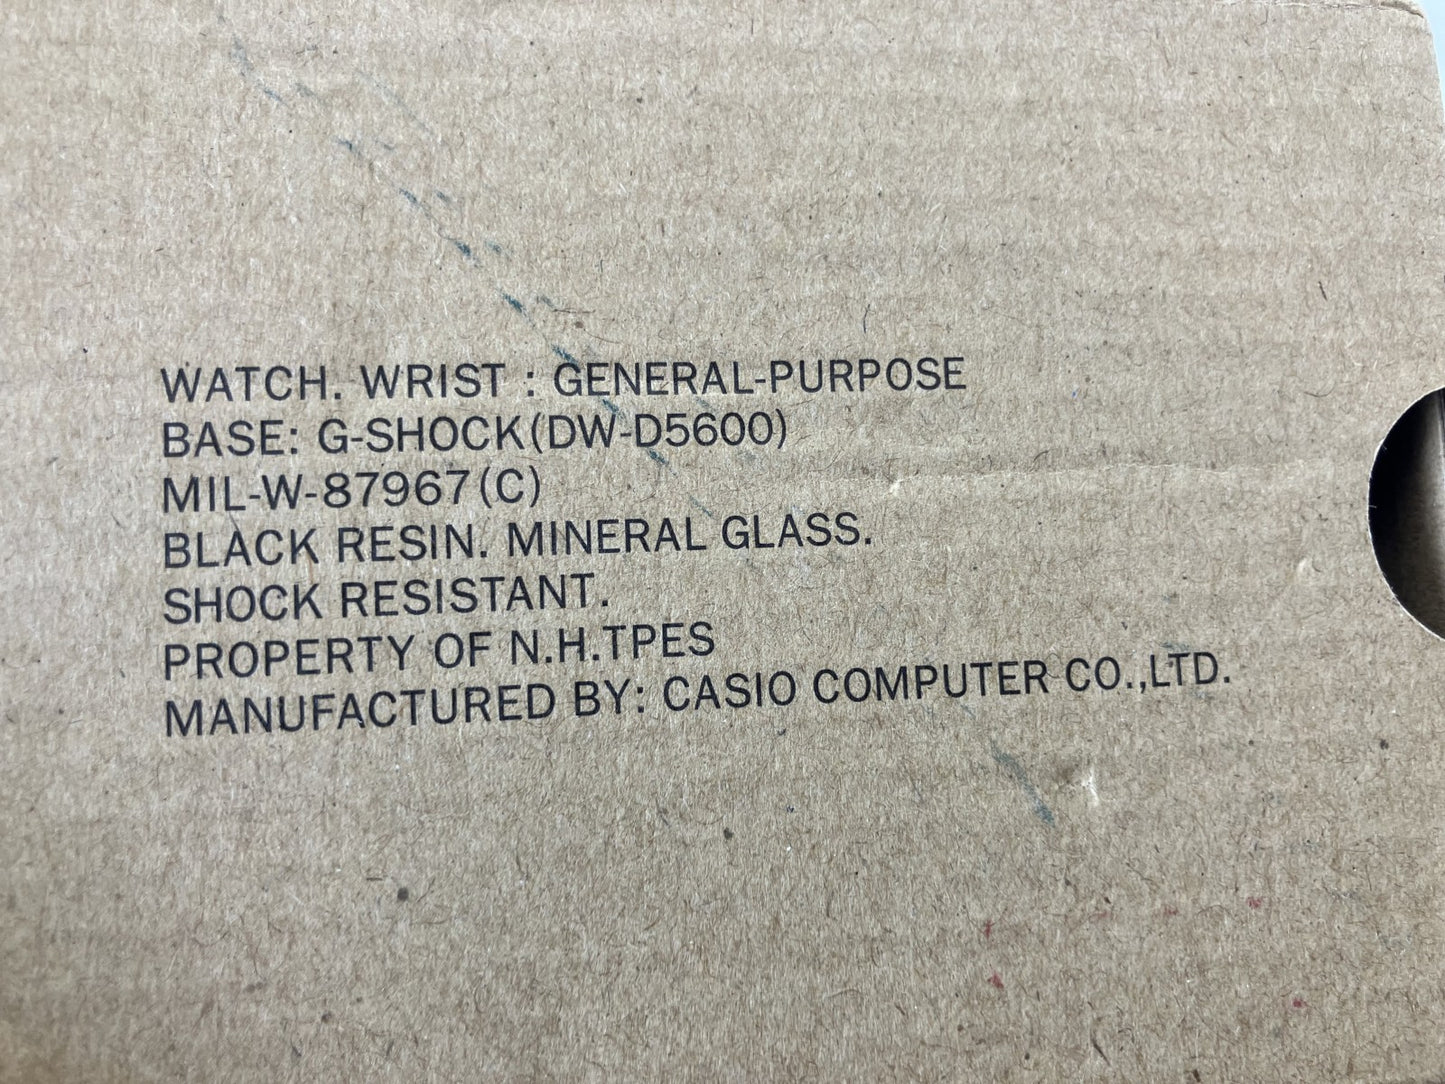 WATCH. WRIST : GENERAL-PURPOSE
BASE: G-SHOCK(DW-D5600)
MIL-W-87967(C)
BLACK RESIN. MINERAL GLASS.
SHOCK RESISTANT.
PROPERTY OF N.H.TPES
MANUFACTURED BY: CASIO COMPUTER CO.,LTD.